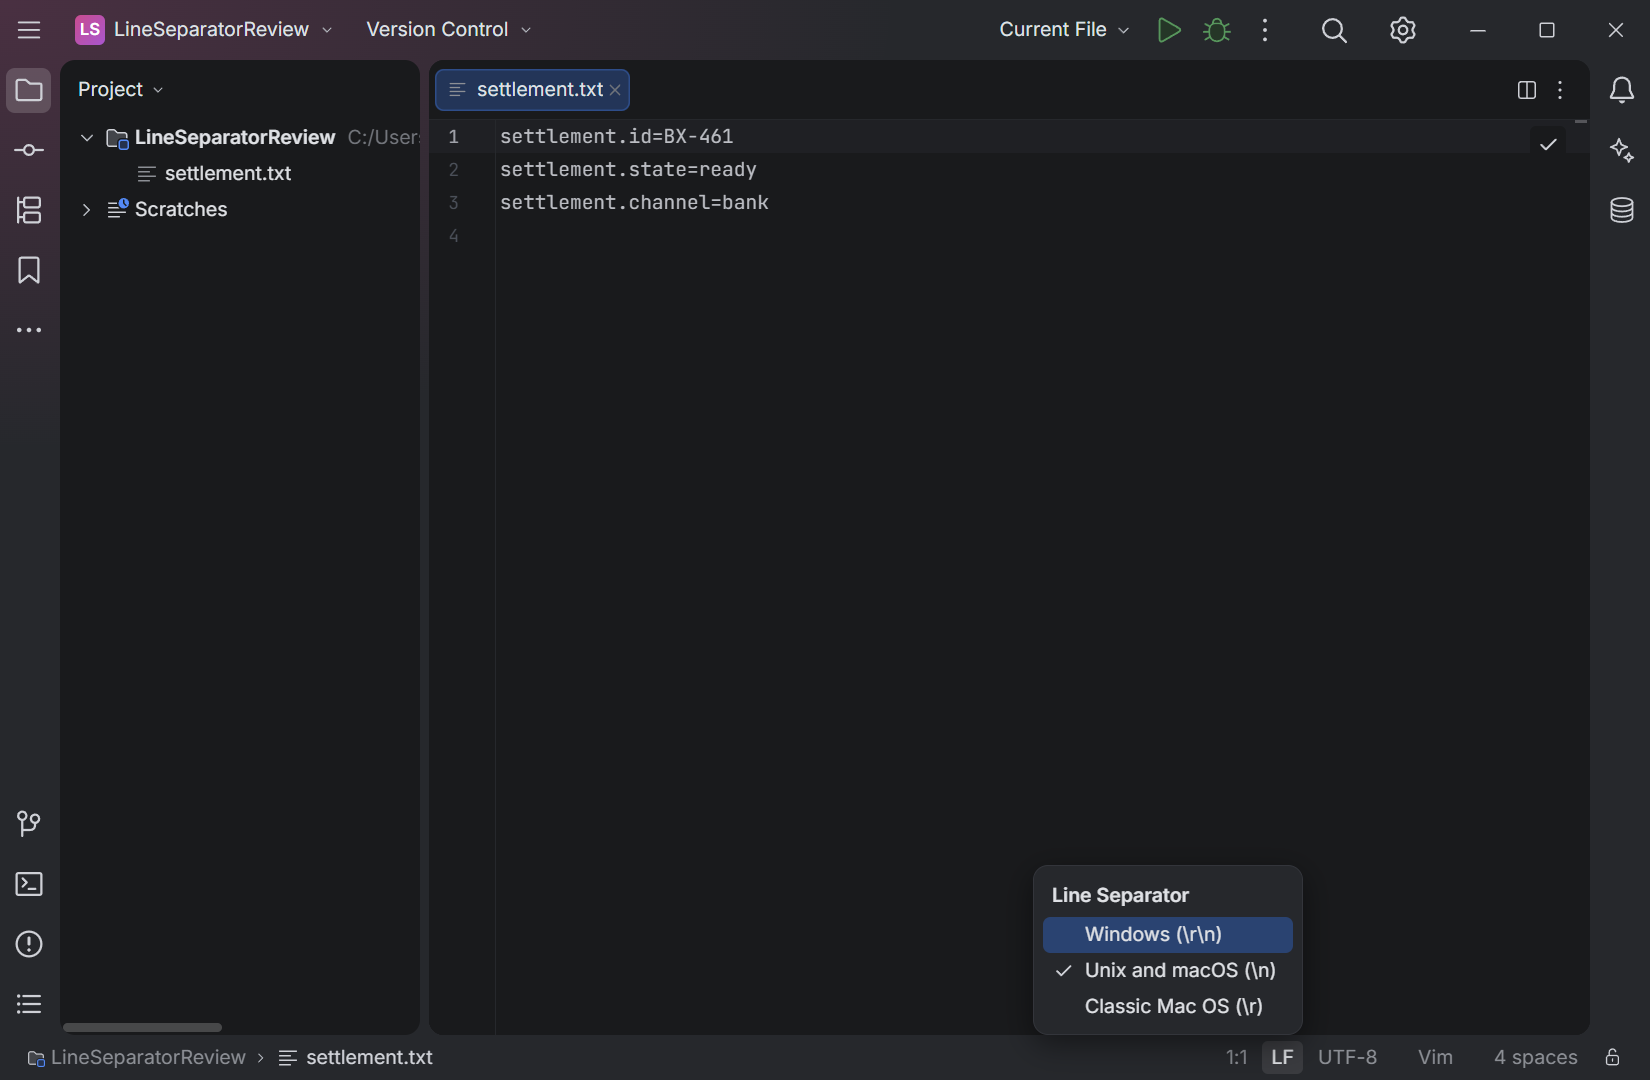 LS LineSeparatorReview Version Control Current File
Project
LineSeparatorReview C:/User
settlement.txt
Scratches
settlement.txt
1 settlement.id=BX-461
2 settlement.state=ready
3 settlement.channel=bank
4
Line Separator
Windows (\r\n)
Unix and macOS (\n)
Classic Mac OS (\r)
LineSeparatorReview settlement.txt 1:1 LF UTF-8 Vim 4 spaces